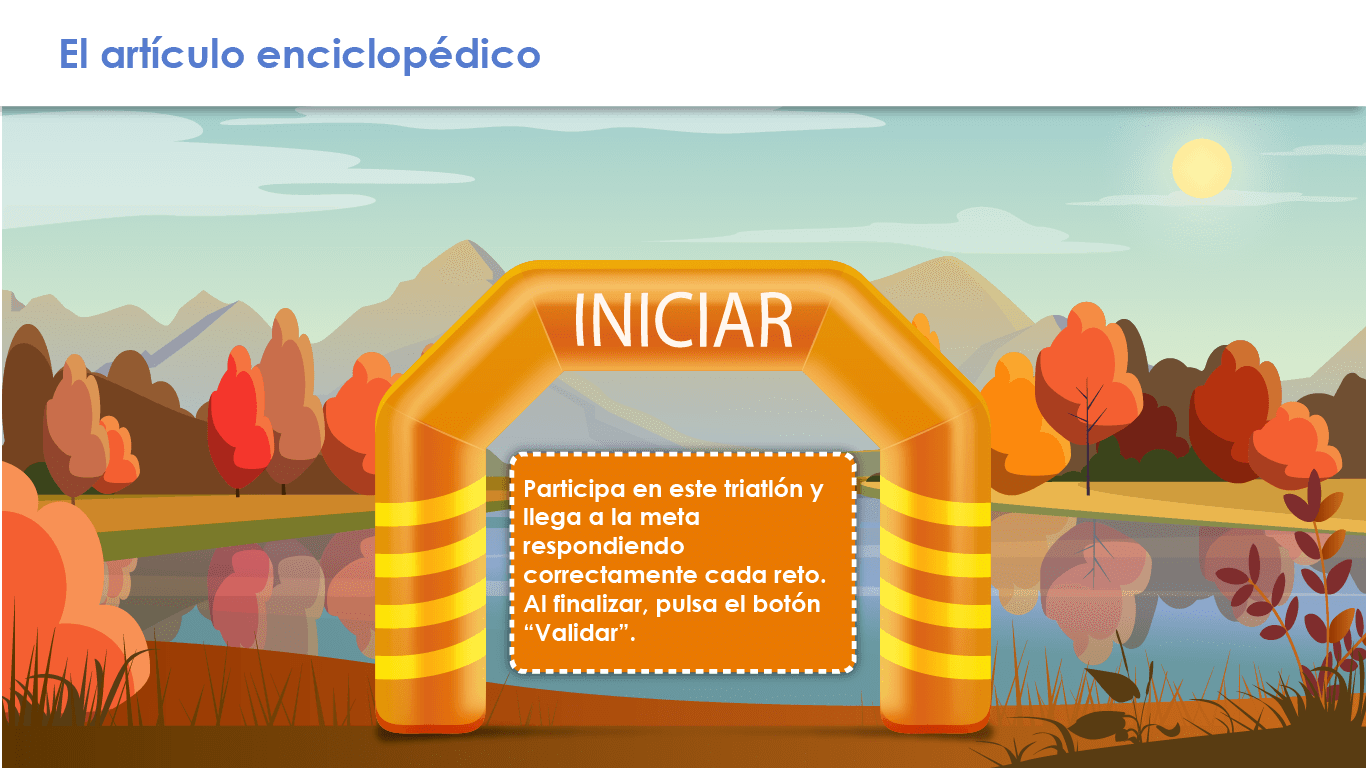 El artículo enciclopédico
INICIAR
Participa en este triatlón y
llega a la meta
respondiendo
correctamente cada reto.
Al finalizar, pulsa el botón
“Validar”.